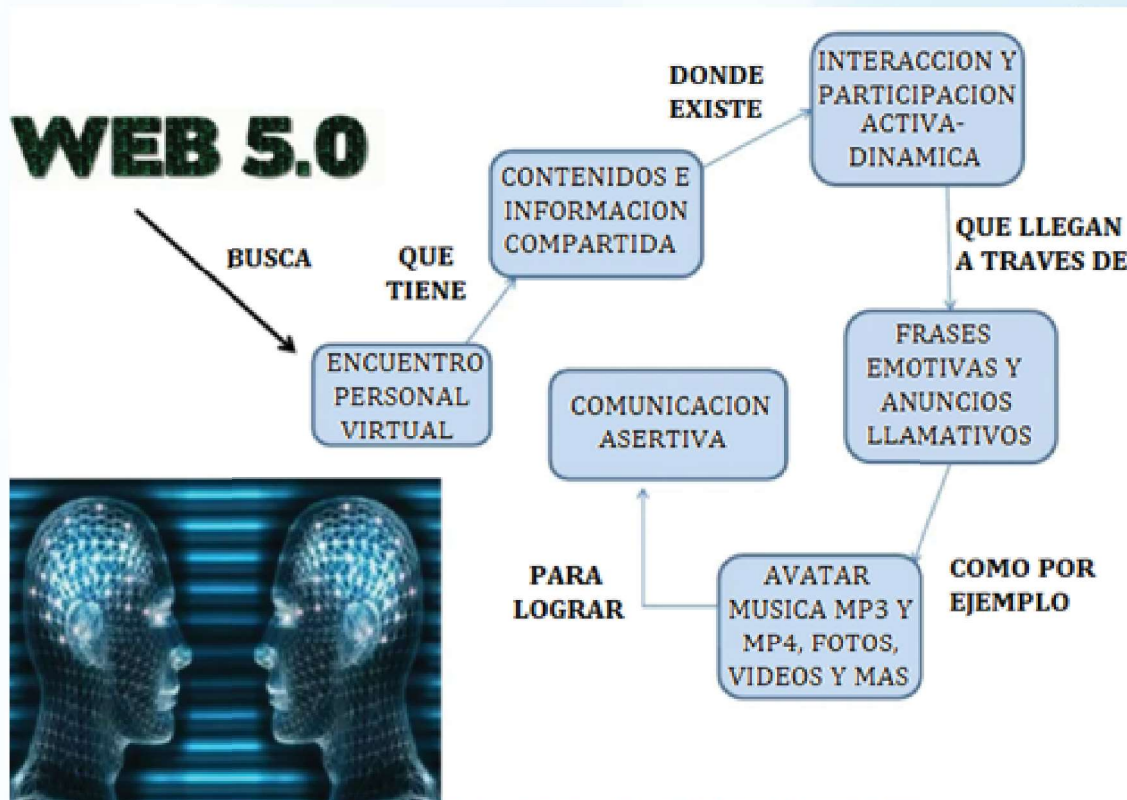 WEB 5.0
BUSCA
ENCUENTRO
PERSONAL
VIRTUAL
QUE
TIENE
CONTENIDOS E
INFORMACION
COMPARTIDA
DONDE
EXISTE
INTERACCION Y
PARTICIPACION
ACTIVA-
DINAMICA
QUE LLEGAN
A TRAVES DE
FRASES
EMOTIVAS Y
ANUNCIOS
LLAMATIVOS
COMO POR
EJEMPLO
AVATAR
MUSICA MP3 Y
MP4, FOTOS,
VIDEOS Y MAS
PARA
LOGRAR
COMUNICACION
ASERTIVA